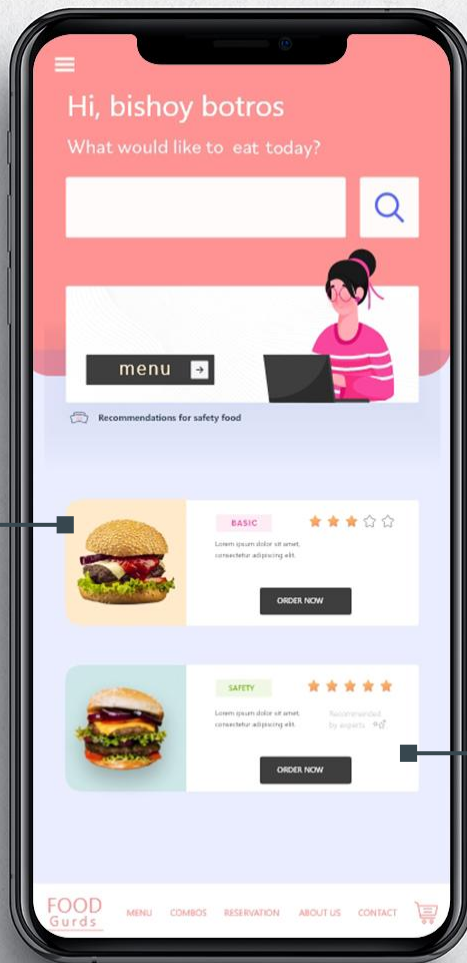 Hi, bishoy botros
What would like to eat today?
menu
Recommendations for safety food
BASIC
Lorem ipsum dolor sit amet,
consectetur adipiscing elit.
ORDER NOW
SAFETY
Lorem ipsum dolor sit amet,
consectetur adipiscing elit.
Recommended
by experts
ORDER NOW
FOOD
Gurds
MENU COMBOS RESERVATION ABOUT US CONTACT